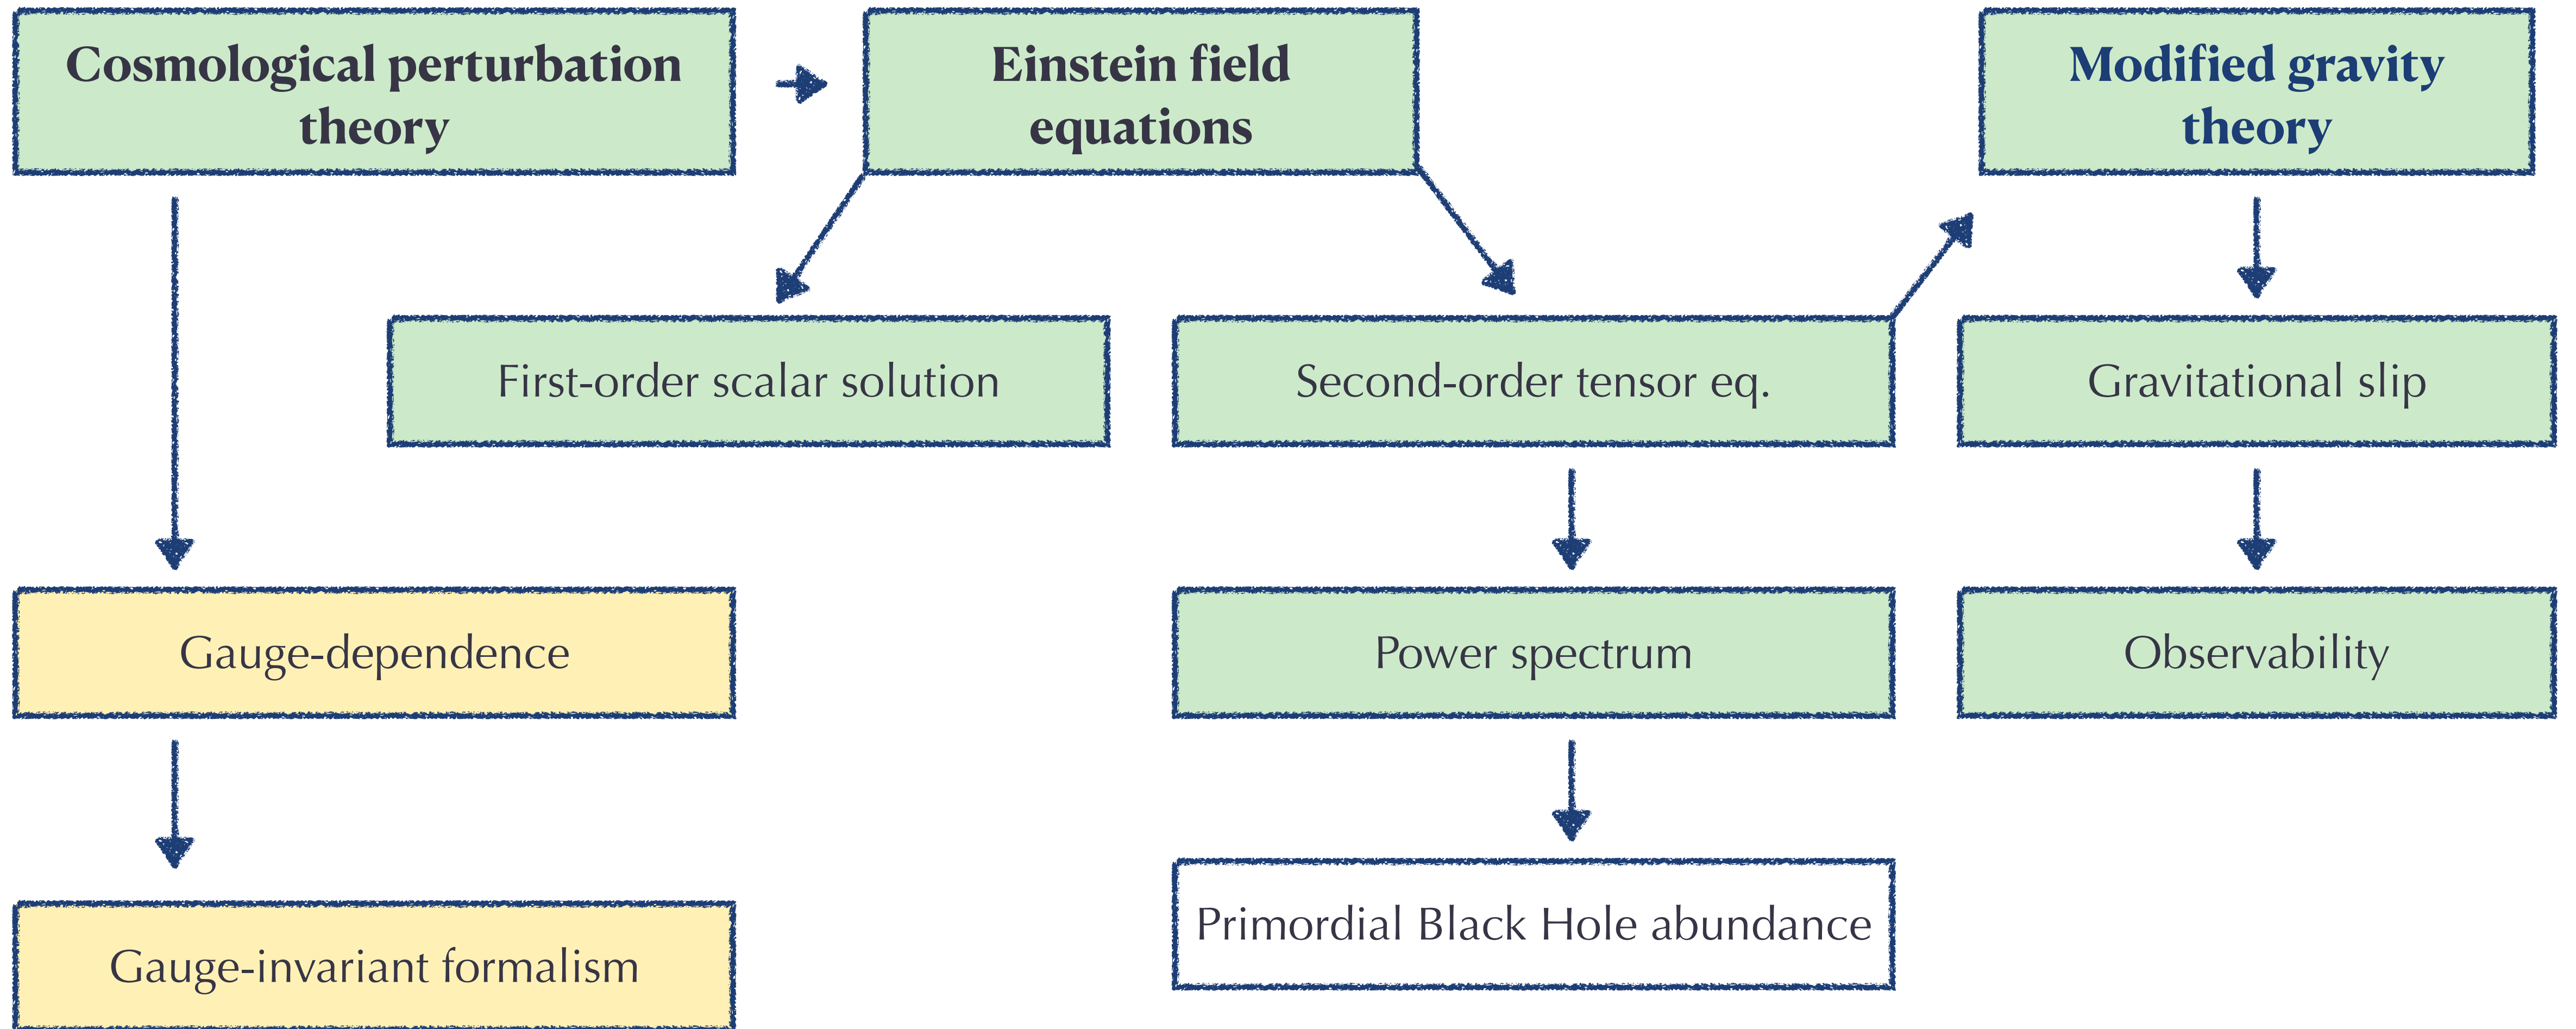 Cosmological perturbation
theory
Einstein field
equations
Modified gravity
theory
First-order scalar solution
Second-order tensor eq.
Gravitational slip
Gauge-dependence
Power spectrum
Observability
Primordial Black Hole abundance
Gauge-invariant formalism